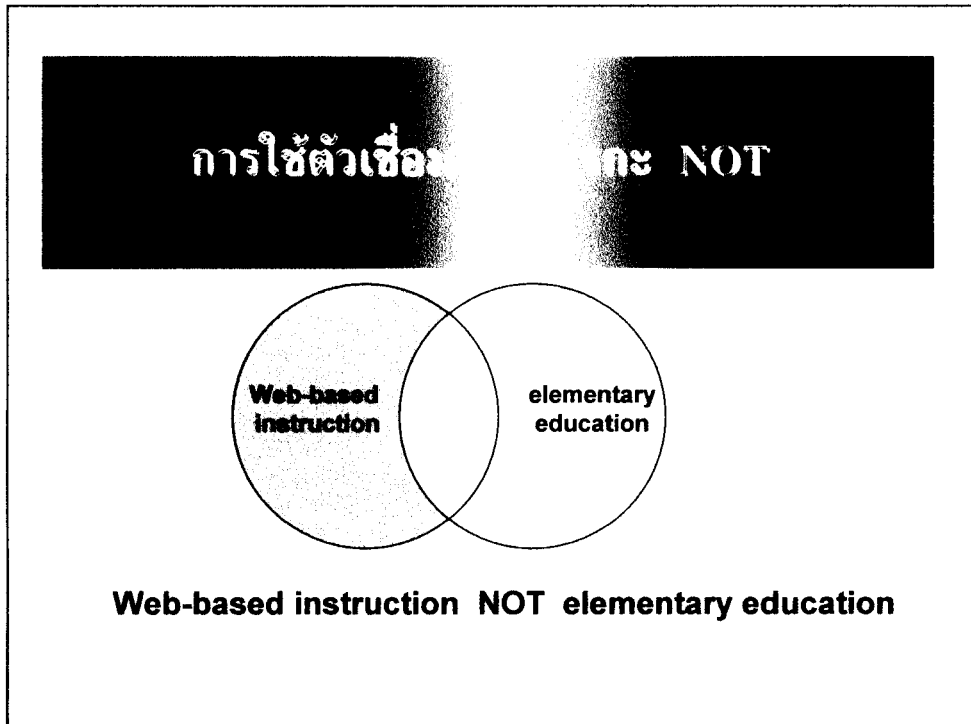 การใช้ตัวเชื่อม NOT
Web-based
instruction
elementary
education
Web-based instruction NOT elementary education